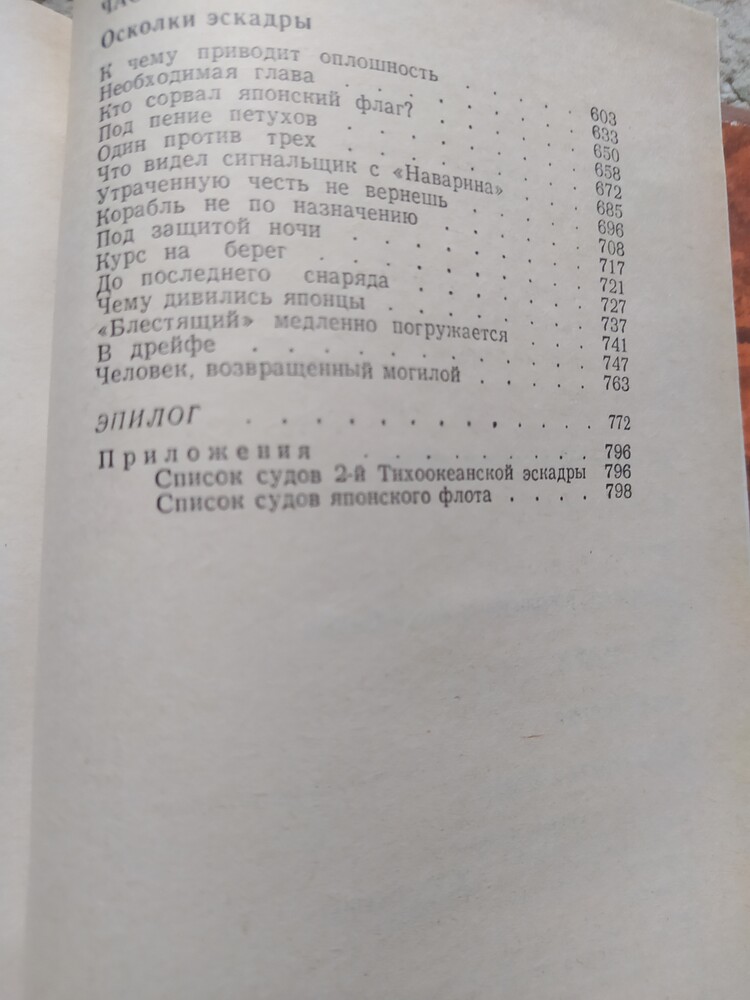 Осколки эскадры
К чему приводит оплошность . . . . 603
Необходимая глава . . . . . . . 633
Кто сорвал японский флаг? . . . . . 650
Под пение петухов . . . . . . . 658
Один против трех . . . . . . . 672
Что видел сигнальщик с «Наварина» . . . 685
Утраченную честь не вернешь . . . . 696
Корабль не по назначению . . . . . 708
Под защитой ночи . . . . . . . 717
Курс на берег . . . . . . . . 721
До последнего снаряда . . . . . . 727
Чему дивились японцы . . . . . . 737
«Блестящий» медленно погружается . . . 741
В дрейфе . . . . . . . . . . 747
Человек, возвращенный могилой . . . . 763
ЭПИЛОГ . . . . . . . . . . . 772
Приложения . . . . . . . . 796
Список судов 2-й Тихоокеанской эскадры 796
Список судов японского флота . . . . 798